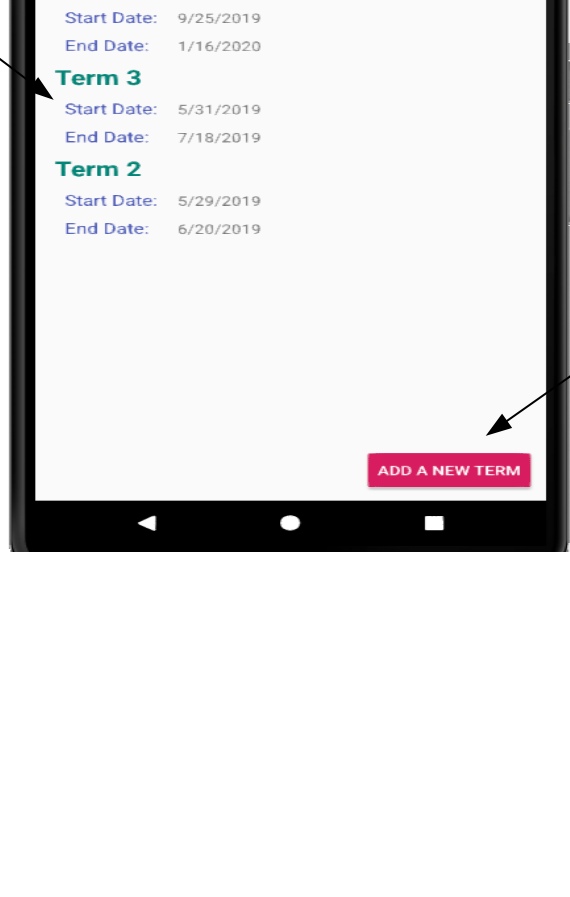 Start Date: 9/25/2019
End Date: 1/16/2020
Term 3
Start Date: 5/31/2019
End Date: 7/18/2019
Term 2
Start Date: 5/29/2019
End Date: 6/20/2019
ADD A NEW TERM